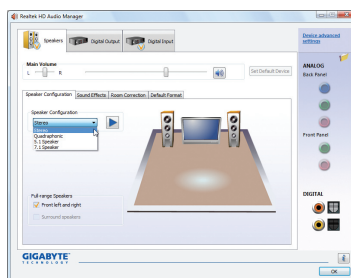 Realtek HD Audio Manager
Speakers
Digital Output
Digital Input
Device advanced
settings
Main Volume
L
R
Set Default Device
ANALOG
Back Panel
Speaker Configuration
Sound Effects
Room Correction
Default Format
Speaker Configuration
Stereo
Stereo
Quadraphonic
5.1 Speaker
7.1 Speaker
Front Panel
Full-range Speakers
Front left and right
Surround speakers
DIGITAL
GIGABYTE
TECHNOLOGY
OK